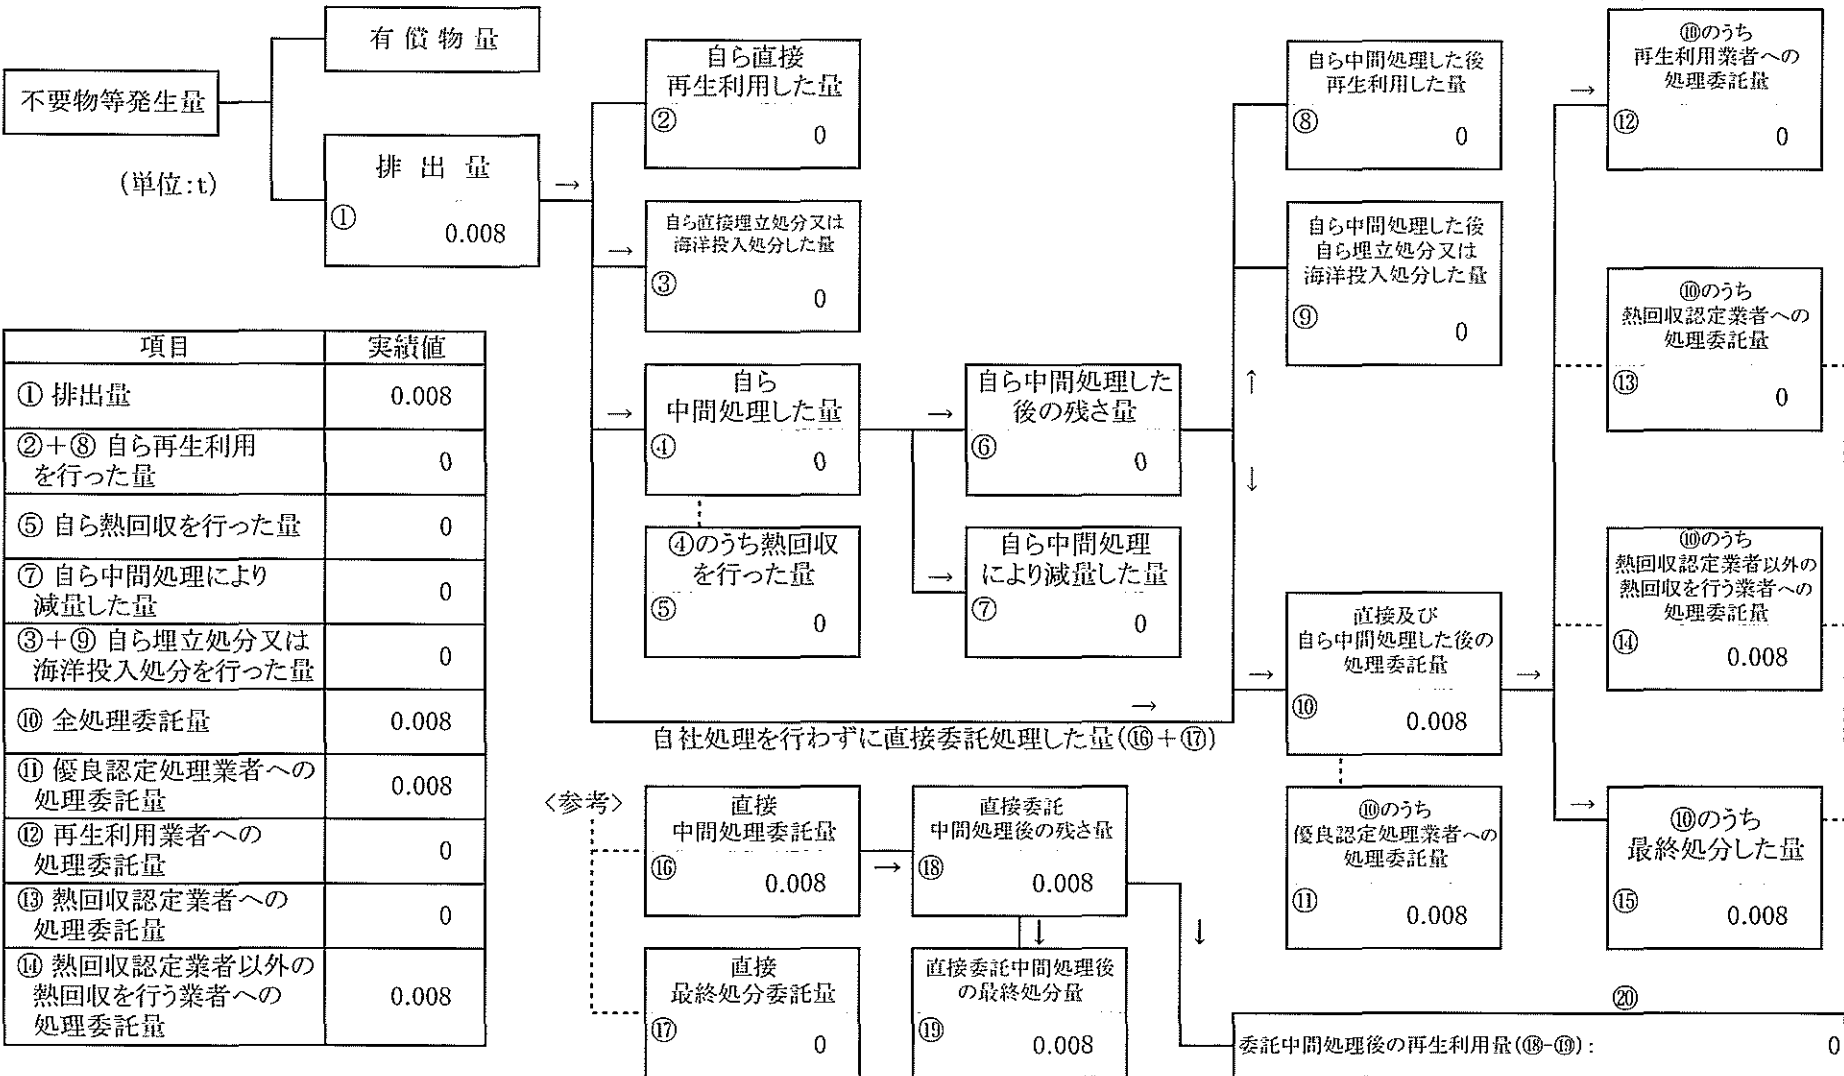 有償物量
不要物等発生量
(単位:t)
排出量
①
0.008
自ら直接
再生利用した量
②
0
自ら直接埋立処分又は
海洋投入処分した量
③
0
自ら
中間処理した量
④
0
④のうち熱回収
を行った量
⑤
0
自ら中間処理した
後の残さ量
⑥
0
自ら中間処理
により減量した量
⑦
0
自ら中間処理した後
再生利用した量
⑧
0
自ら中間処理した後
自ら埋立処分又は
海洋投入処分した量
⑨
0
直接及び
自ら中間処理した後の
処理委託量
⑩
0.008
⑩のうち
優良認定処理業者への
処理委託量
⑪
0.008
⑩のうち
再生利用業者への
処理委託量
⑫
0
⑩のうち
熱回収認定業者への
処理委託量
⑬
0
⑩のうち
熱回収認定業者以外の
熱回収を行う業者への
処理委託量
⑭
0.008
⑩のうち
最終処分した量
⑮
0.008
自社処理を行わずに直接委託処理した量(⑯+⑰)
〈参考〉
直接
中間処理委託量
⑯
0.008
直接
最終処分委託量
⑰
0
直接委託
中間処理後の残さ量
⑱
0.008
直接委託中間処理後
の最終処分量
⑲
0.008
⑳
委託中間処理後の再生利用量(⑱-⑲): 0
項目 実績値
① 排出量 0.008
②+⑧ 自ら再生利用
を行った量 0
⑤ 自ら熱回収を行った量 0
⑦ 自ら中間処理により
減量した量 0
③+⑨ 自ら埋立処分又は
海洋投入処分を行った量 0
⑩ 全処理委託量 0.008
⑪ 優良認定処理業者への
処理委託量 0.008
⑫ 再生利用業者への
処理委託量 0
⑬ 熱回収認定業者への
処理委託量 0
⑭ 熱回収認定業者以外の
熱回収を行う業者への
処理委託量 0.008